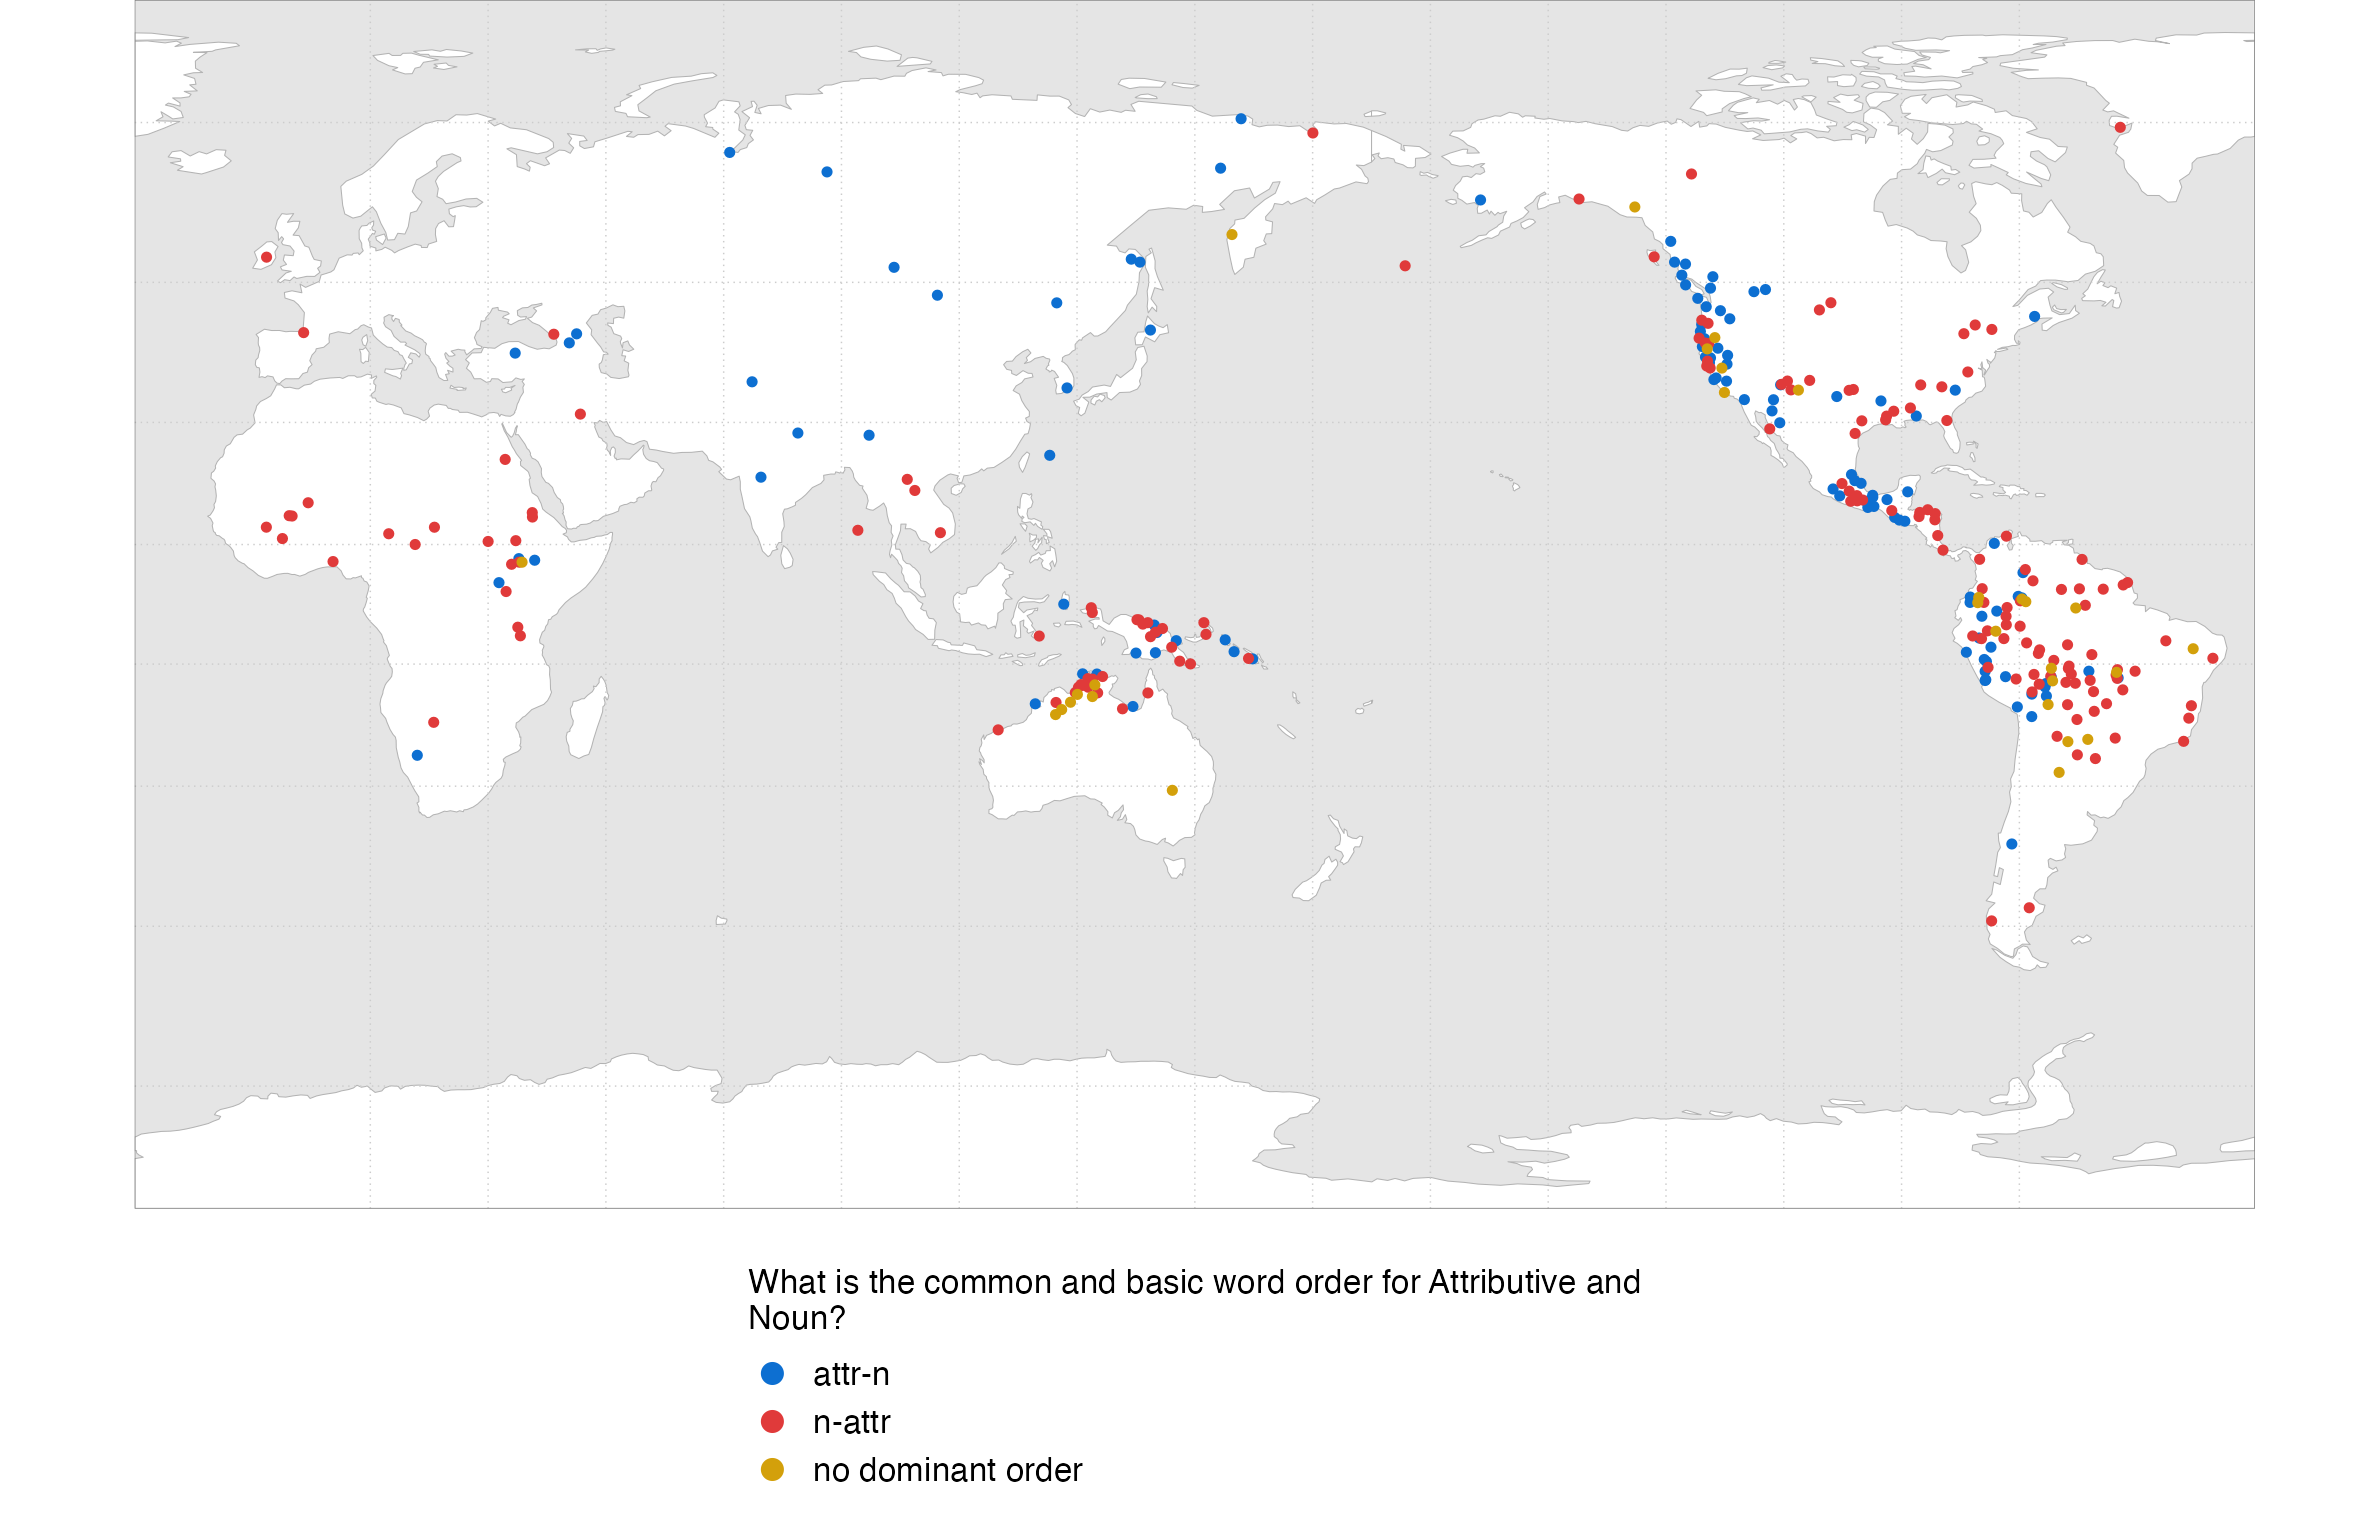 What is the common and basic word order for Attributive and
Noun?
attr-n
n-attr
no dominant order